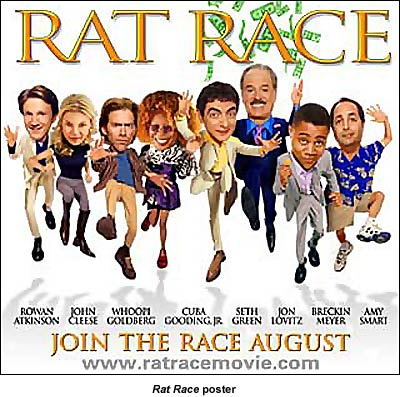 RAT RACE
ROWAN ATKINSON JOHN CLEESE WHOOPI GOLDBERG CUBA GOODING, JR. SETH GREEN JON LOVITZ BRECKIN MEYER AMY SMART
JOIN THE RACE AUGUST
www.ratracemovie.com
Rat Race poster